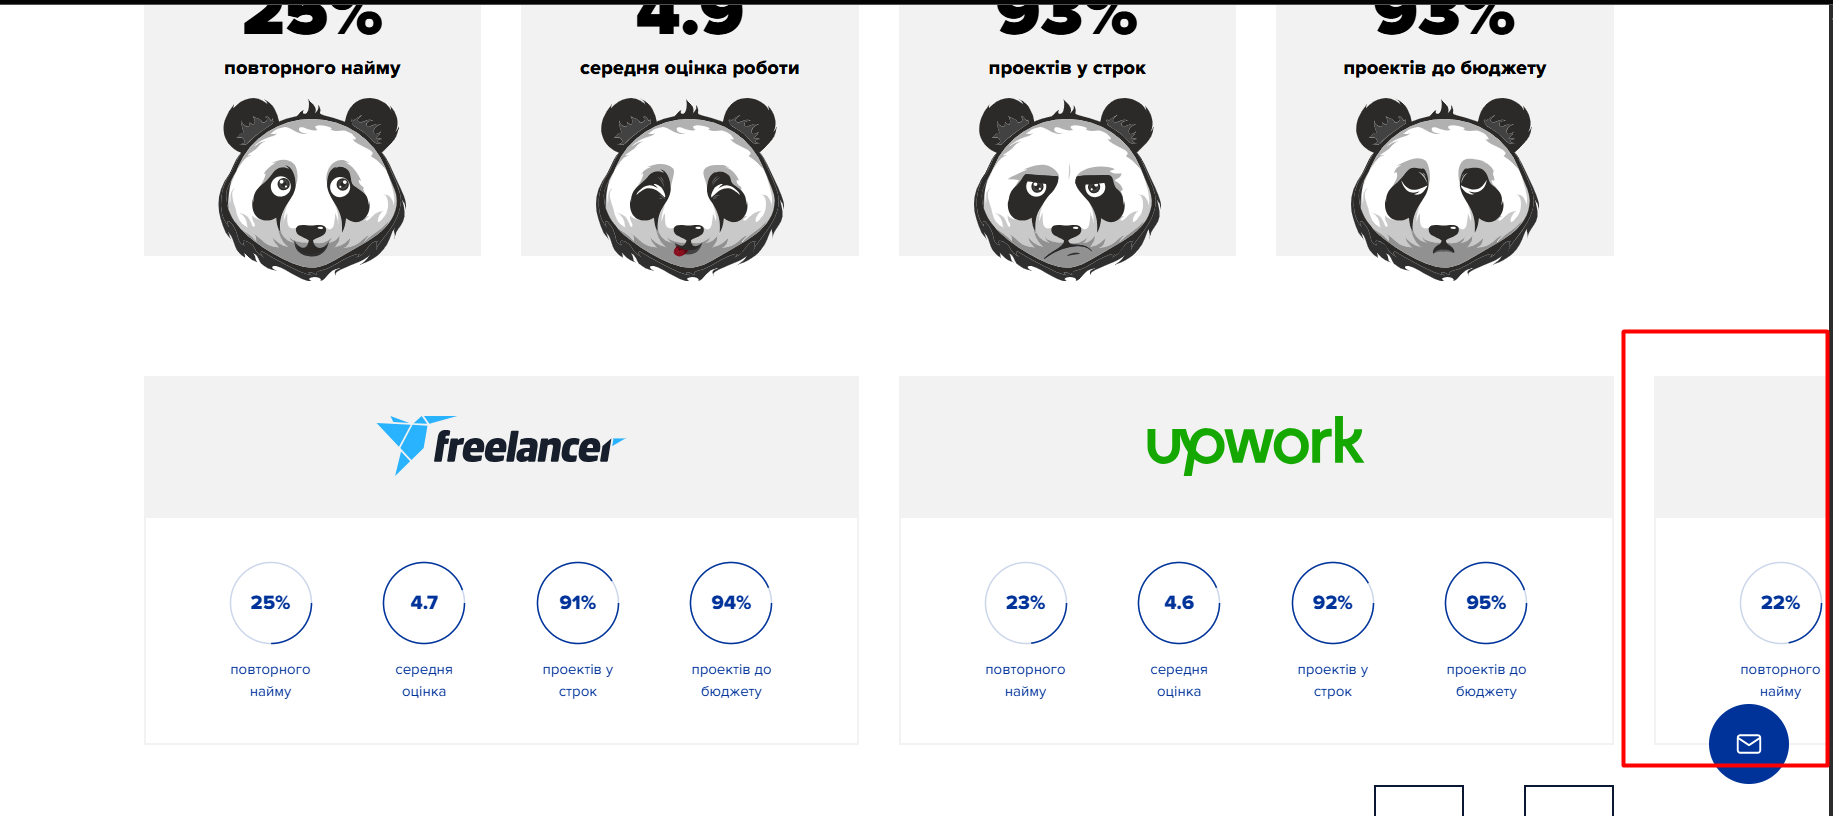 25% 4.9 93% 93%
повторного найму середня оцінка роботи проектів у строк проектів до бюджету
freelancer upwork
25% 4.7 91% 94% 23% 4.6 92% 95% 22%
повторного середня проектів у проектів до повторного середня проектів у проектів до повторного
найму оцінка строк бюджету найму оцінка строк бюджету найму